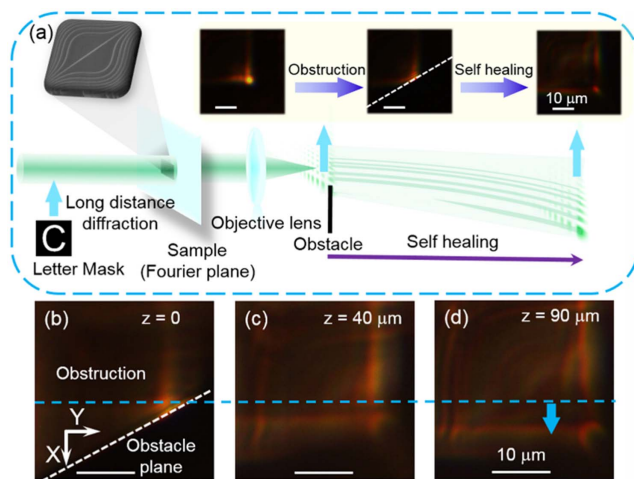 (a)
Obstruction
Self healing
10 μm
Long distance
diffraction
C
Letter Mask
Sample
(Fourier plane)
Objective lens
Obstacle
Self healing
(b)
z = 0
Obstruction
Y
X
Obstacle
plane
(c)
z = 40 μm
(d)
z = 90 μm
10 μm